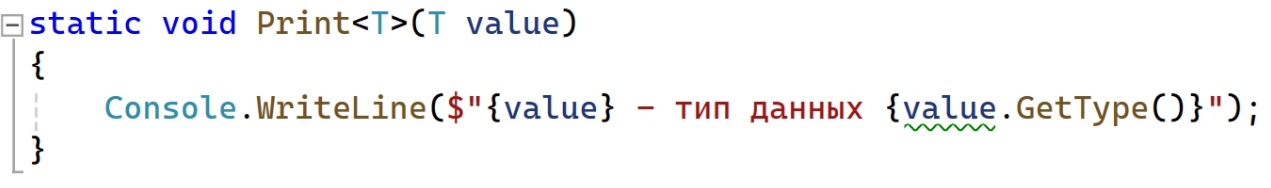 static void Print<T>(T value)
{
    Console.WriteLine($"{value} - тип данных {value.GetType()}");
}